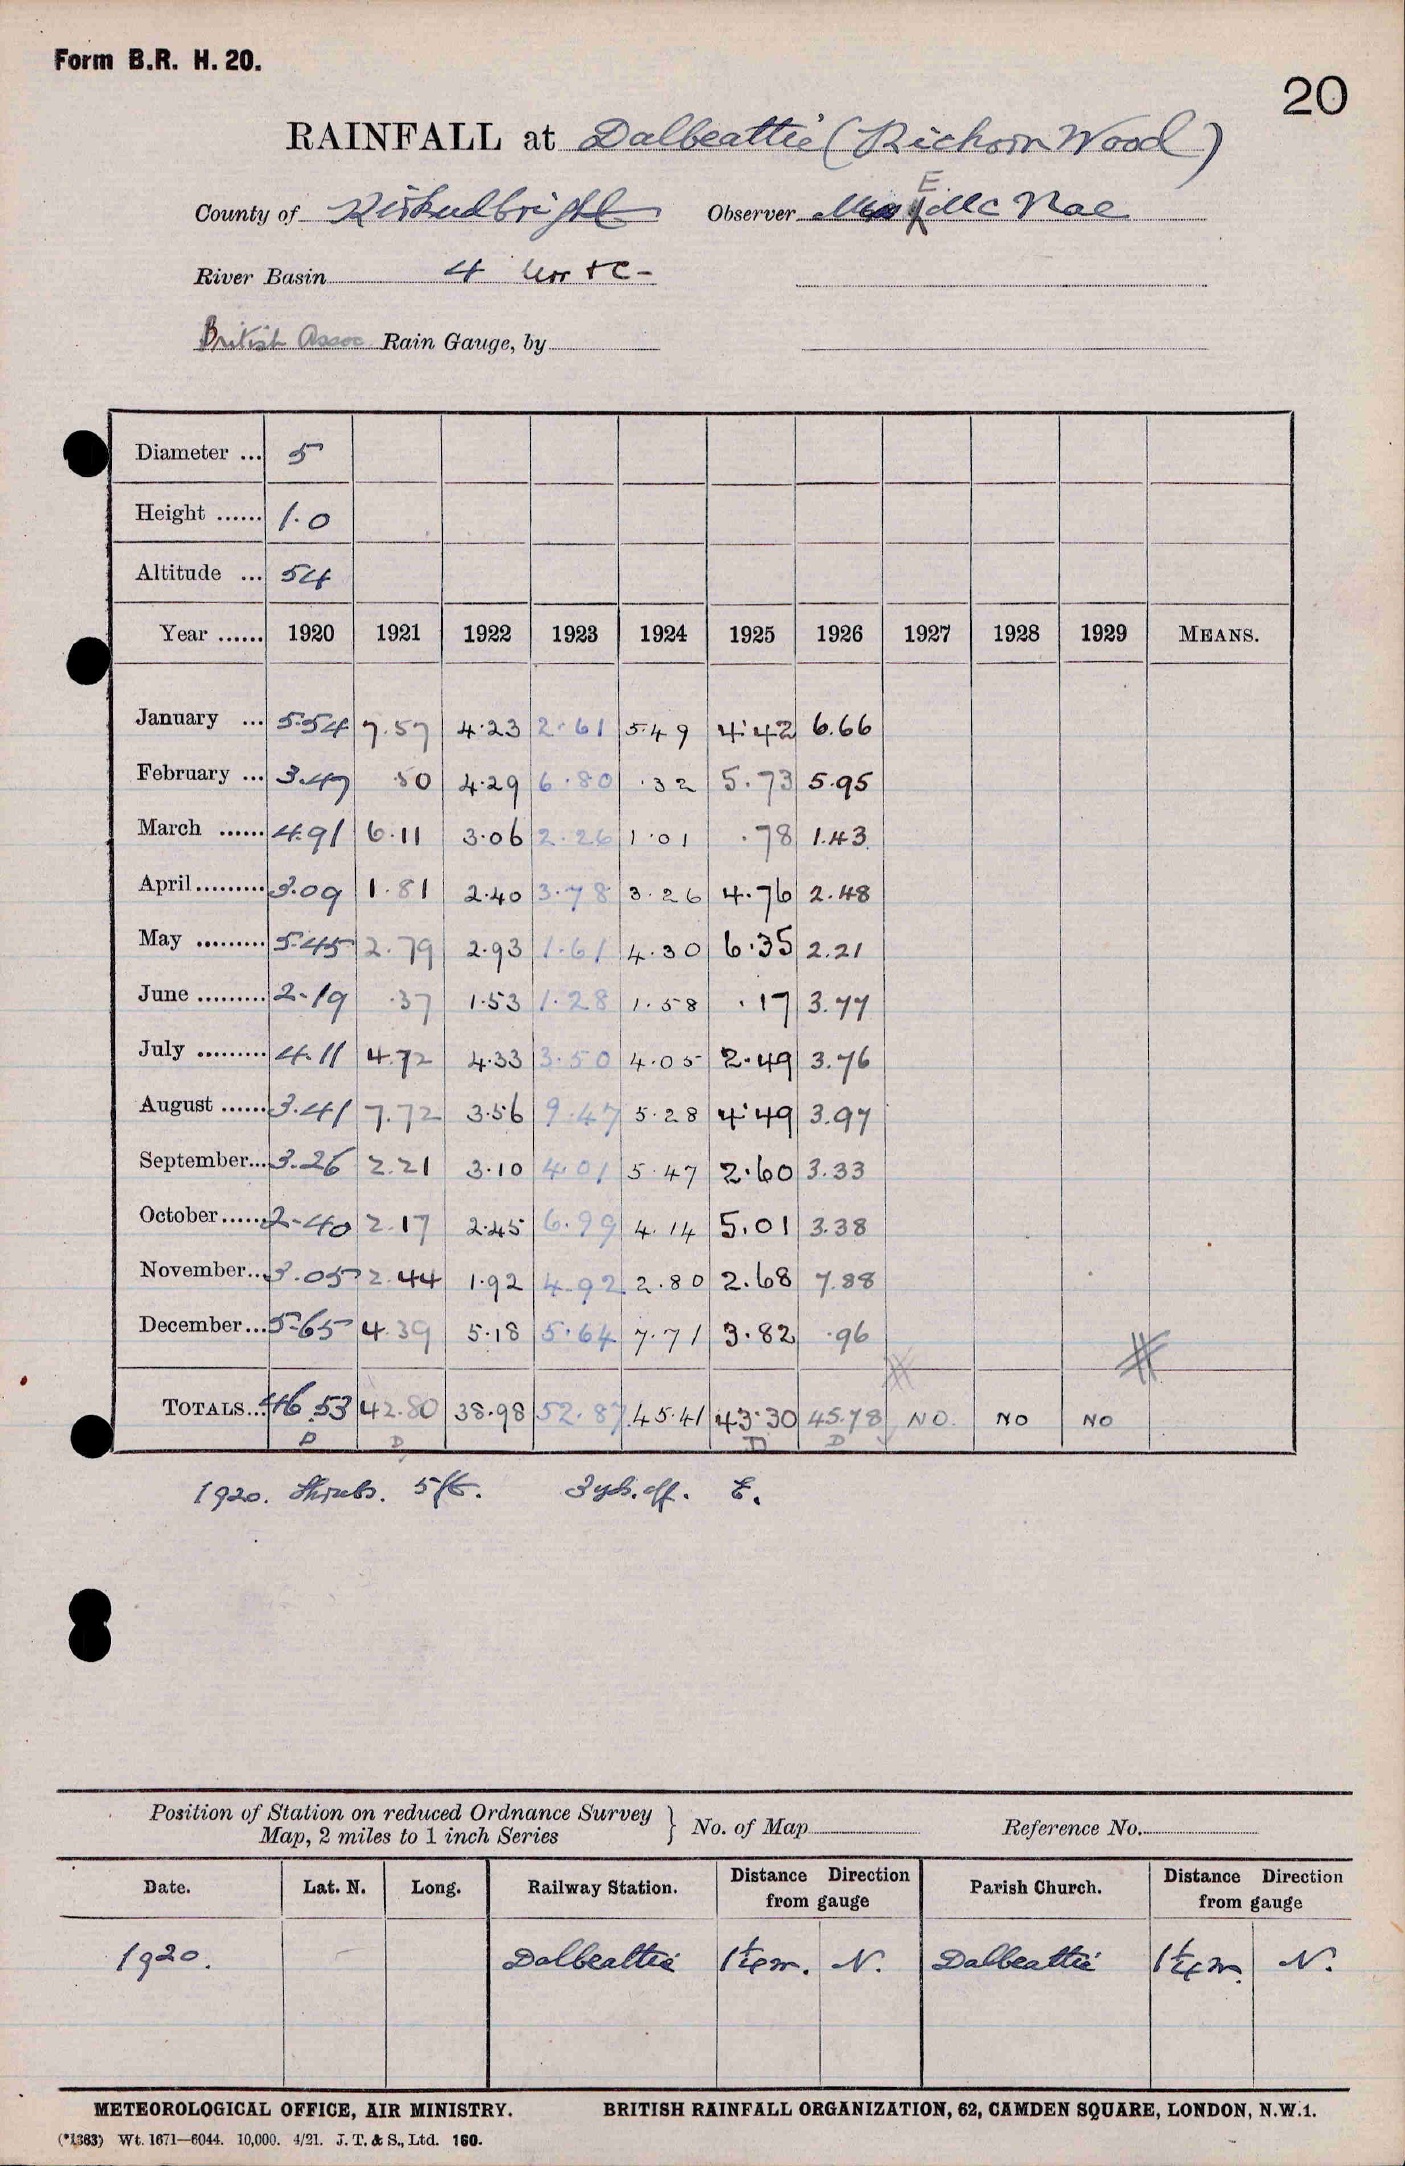 Form B.R. H. 20.
20
RAINFALL at Dalbeattie (Richorn Wood)
E
County of Kirkcudbright Observer McRae
River Basin 4 Urr + C -
British Assoc Rain Gauge, by
Diameter ... 5
Height ...... 1.0
Altitude ... 54
Year ...... 1920 1921 1922 1923 1924 1925 1926 1927 1928 1929 MEANS.
January ... 5.54 7.57 4.23 2.61 5.49 4.42 6.66
February ... 3.47 .50 4.29 6.80 .32 5.73 5.95
March ...... 4.91 6.11 3.06 2.26 1.01 .78 1.43
April ......... 3.09 1.81 2.40 3.78 3.26 4.76 2.48
May ......... 5.45 2.79 2.93 1.61 4.30 6.35 2.21
June ......... 2.19 .37 1.53 1.28 1.58 .17 3.77
July ......... 4.11 4.72 4.33 3.50 4.05 2.49 3.76
August ...... 3.41 7.72 3.56 9.47 5.28 4.49 3.97
September... 3.26 2.21 3.10 4.01 5.47 2.60 3.33
October ...... 2.40 2.17 2.45 6.99 4.14 5.01 3.38
November... 3.05 2.44 1.92 4.92 2.80 2.68 7.88
December... 5.65 4.39 5.18 5.64 7.71 3.82 .96
TOTALS... 46.53 42.80 38.98 52.87 45.41 43.30 45.78 NO. NO NO
D D D D
1920. Shrubs. 5ft. 3 yds. off. E.
Position of Station on reduced Ordnance Survey
Map, 2 miles to 1 inch Series } No. of Map Reference No.
Date. Lat. N. Long. Railway Station. Distance Direction from gauge Parish Church. Distance Direction from gauge
1920. Dalbeattie 1¼ m. N. Dalbeattie 1¼ m. N.
METEOROLOGICAL OFFICE, AIR MINISTRY. BRITISH RAINFALL ORGANIZATION, 62, CAMDEN SQUARE, LONDON, N.W.1.
(*1383) Wt. 1671—6044. 10,000. 4/21. J. T. & S., Ltd. 160.